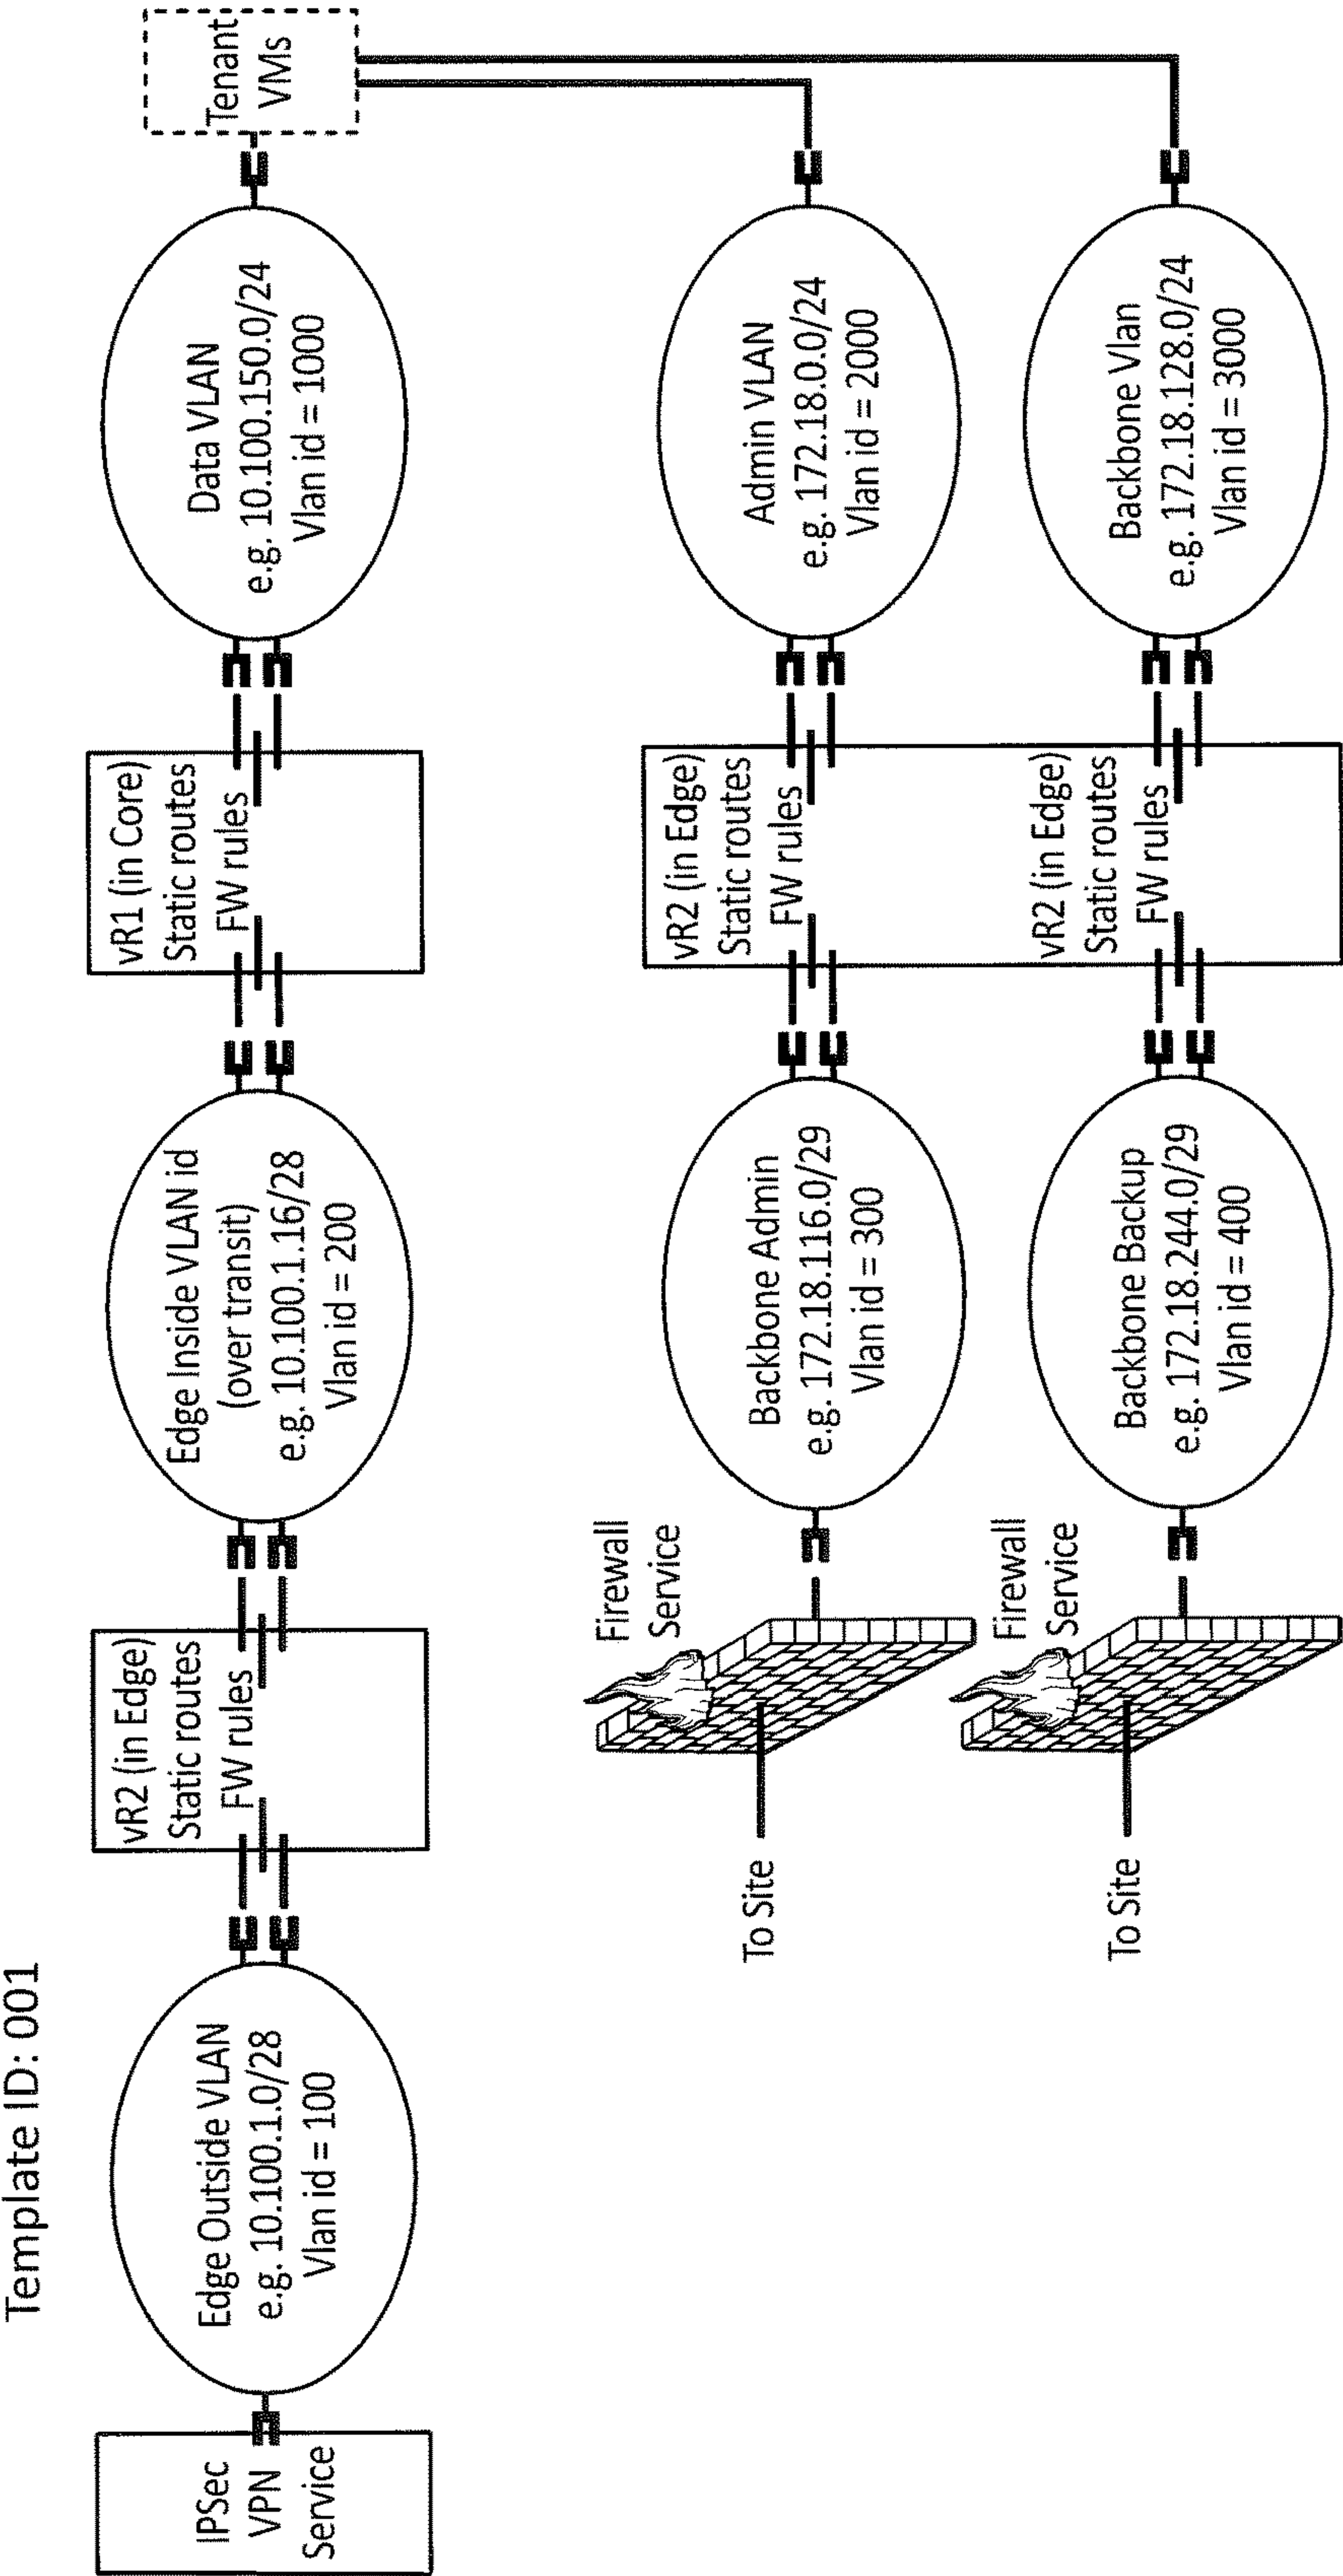 Template ID: 001
IPSec
VPN
Service
Edge Outside VLAN
e.g. 10.100.1.0/28
Vlan id = 100
vR2 (in Edge)
Static routes
FW rules
Edge Inside VLAN id
(over transit)
e.g. 10.100.1.16/28
Vlan id = 200
vR1 (in Core)
Static routes
FW rules
Data VLAN
e.g. 10.100.150.0/24
Vlan id = 1000
Tenant
VMs
To Site
Firewall
Service
Backbone Admin
e.g. 172.18.116.0/29
Vlan id = 300
vR2 (in Edge)
Static routes
FW rules
Admin VLAN
e.g. 172.18.0.0/24
Vlan id = 2000
To Site
Firewall
Service
Backbone Backup
e.g. 172.18.244.0/29
Vlan id = 400
vR2 (in Edge)
Static routes
FW rules
Backbone Vlan
e.g. 172.18.128.0/24
Vlan id = 3000